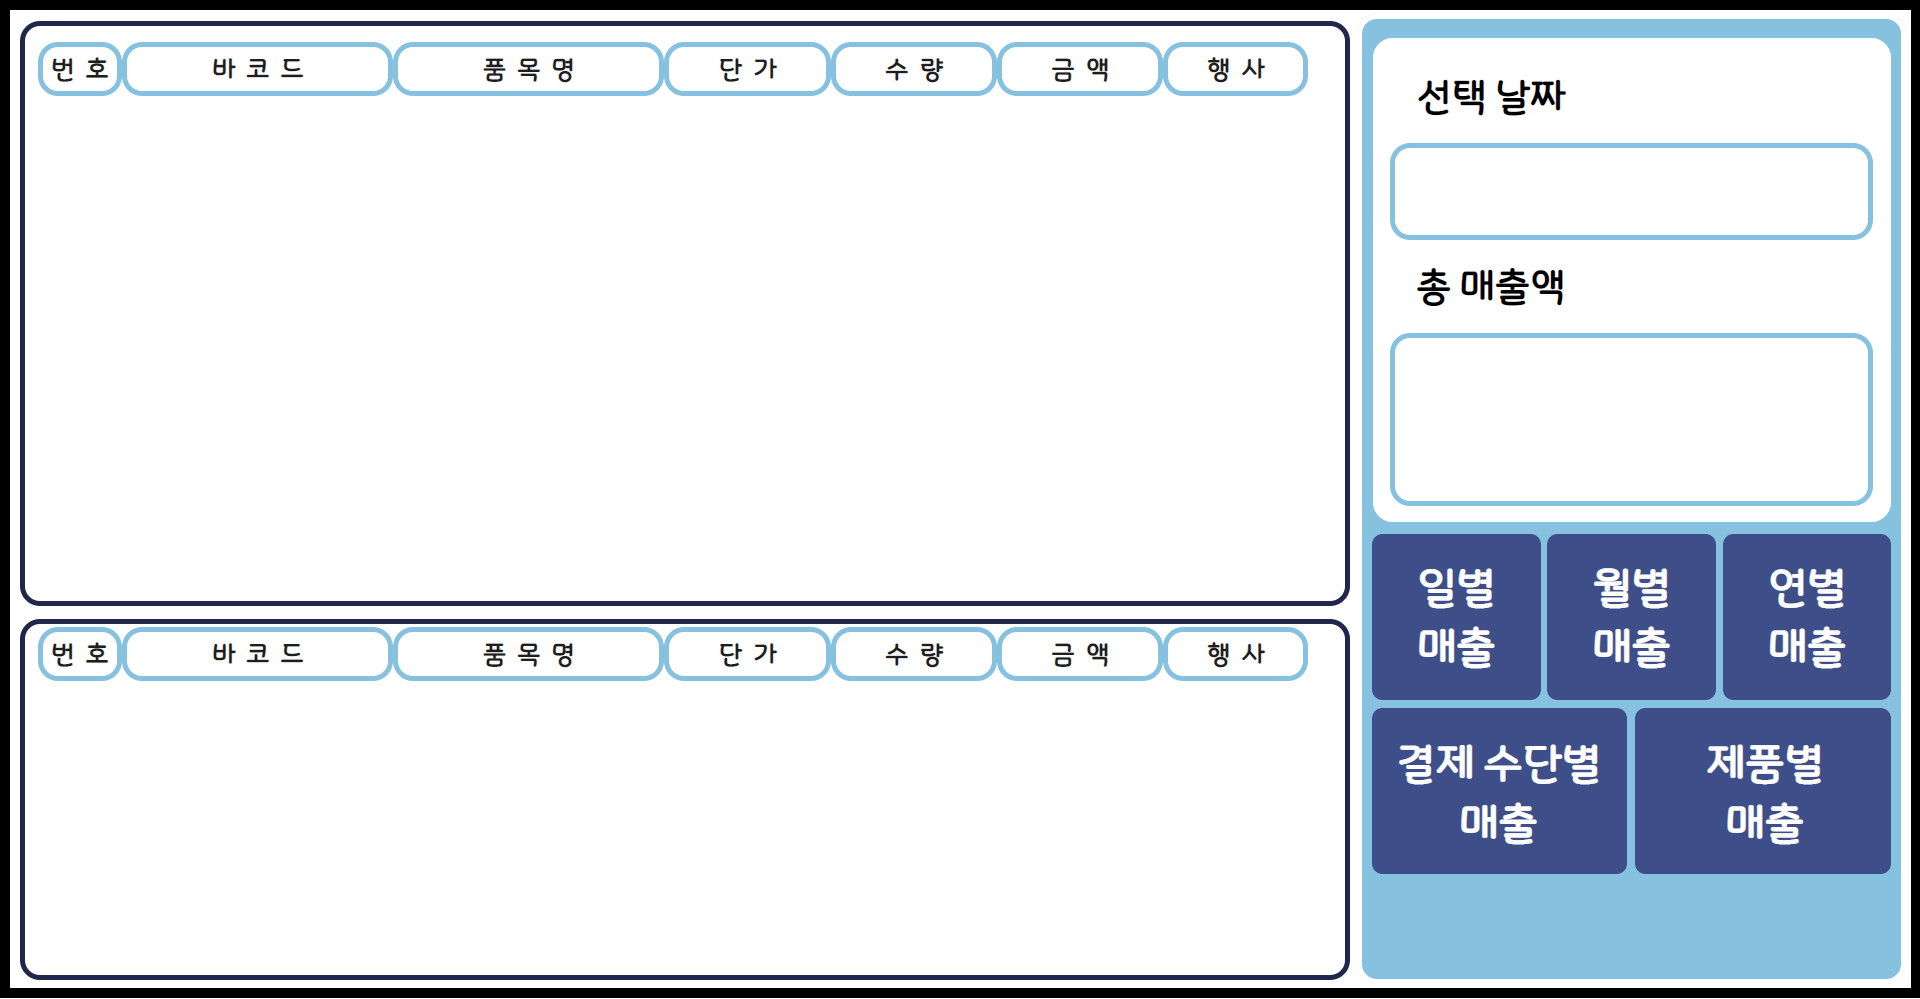 번 호 바 코 드 품 목 명 단 가 수 량 금 액 행 사
번 호 바 코 드 품 목 명 단 가 수 량 금 액 행 사
선택 날짜
총 매출액
일별
매출
월별
매출
연별
매출
결제 수단별
매출
제품별
매출